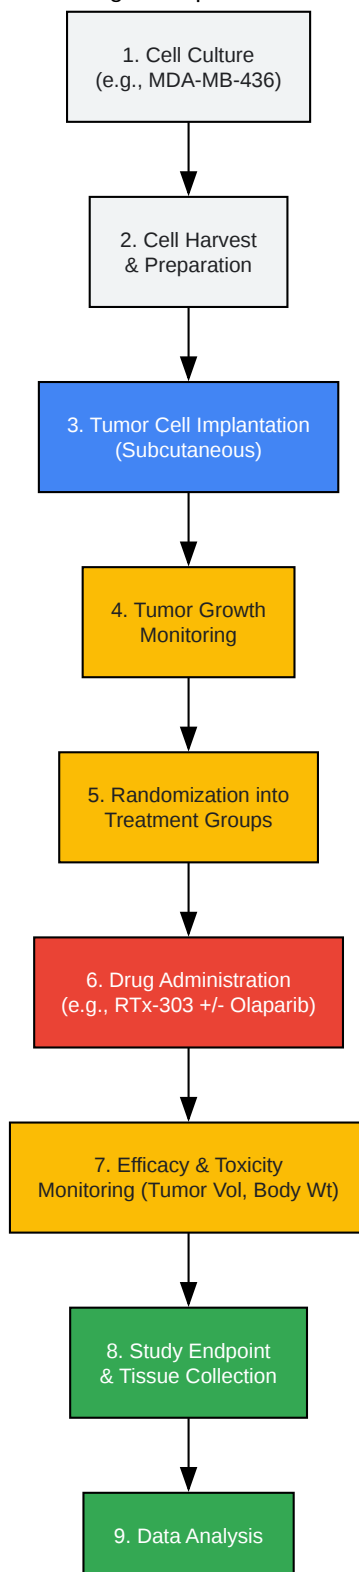 1. Cell Culture
(e.g., MDA-MB-436)
2. Cell Harvest
& Preparation
3. Tumor Cell Implantation
(Subcutaneous)
4. Tumor Growth
Monitoring
5. Randomization into
Treatment Groups
6. Drug Administration
(e.g., RTx-303 +/- Olaparib)
7. Efficacy & Toxicity
Monitoring (Tumor Vol, Body Wt)
8. Study Endpoint
& Tissue Collection
9. Data Analysis